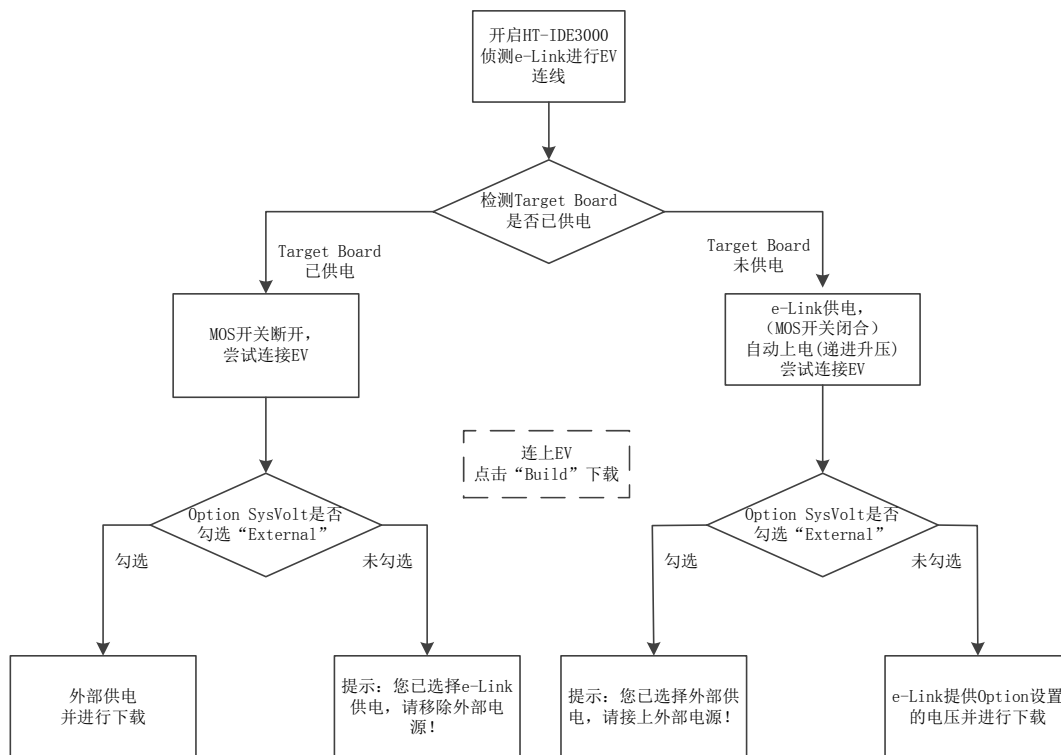 开启HT-IDE3000
侦测e-Link进行EV
连线
检测Target Board
是否已供电
Target Board
已供电
Target Board
未供电
MOS开关断开，
尝试连接EV
e-Link供电，
（MOS开关闭合）
自动上电(递进升压)
尝试连接EV
连上EV
点击“Build”下载
Option SysVolt是否
勾选“External”
Option SysVolt是否
勾选“External”
勾选
未勾选
勾选
未勾选
外部供电
并进行下载
提示：您已选择e-Link
供电，请移除外部电
源！
提示：您已选择外部供
电，请接上外部电源！
e-Link提供Option设置
的电压并进行下载